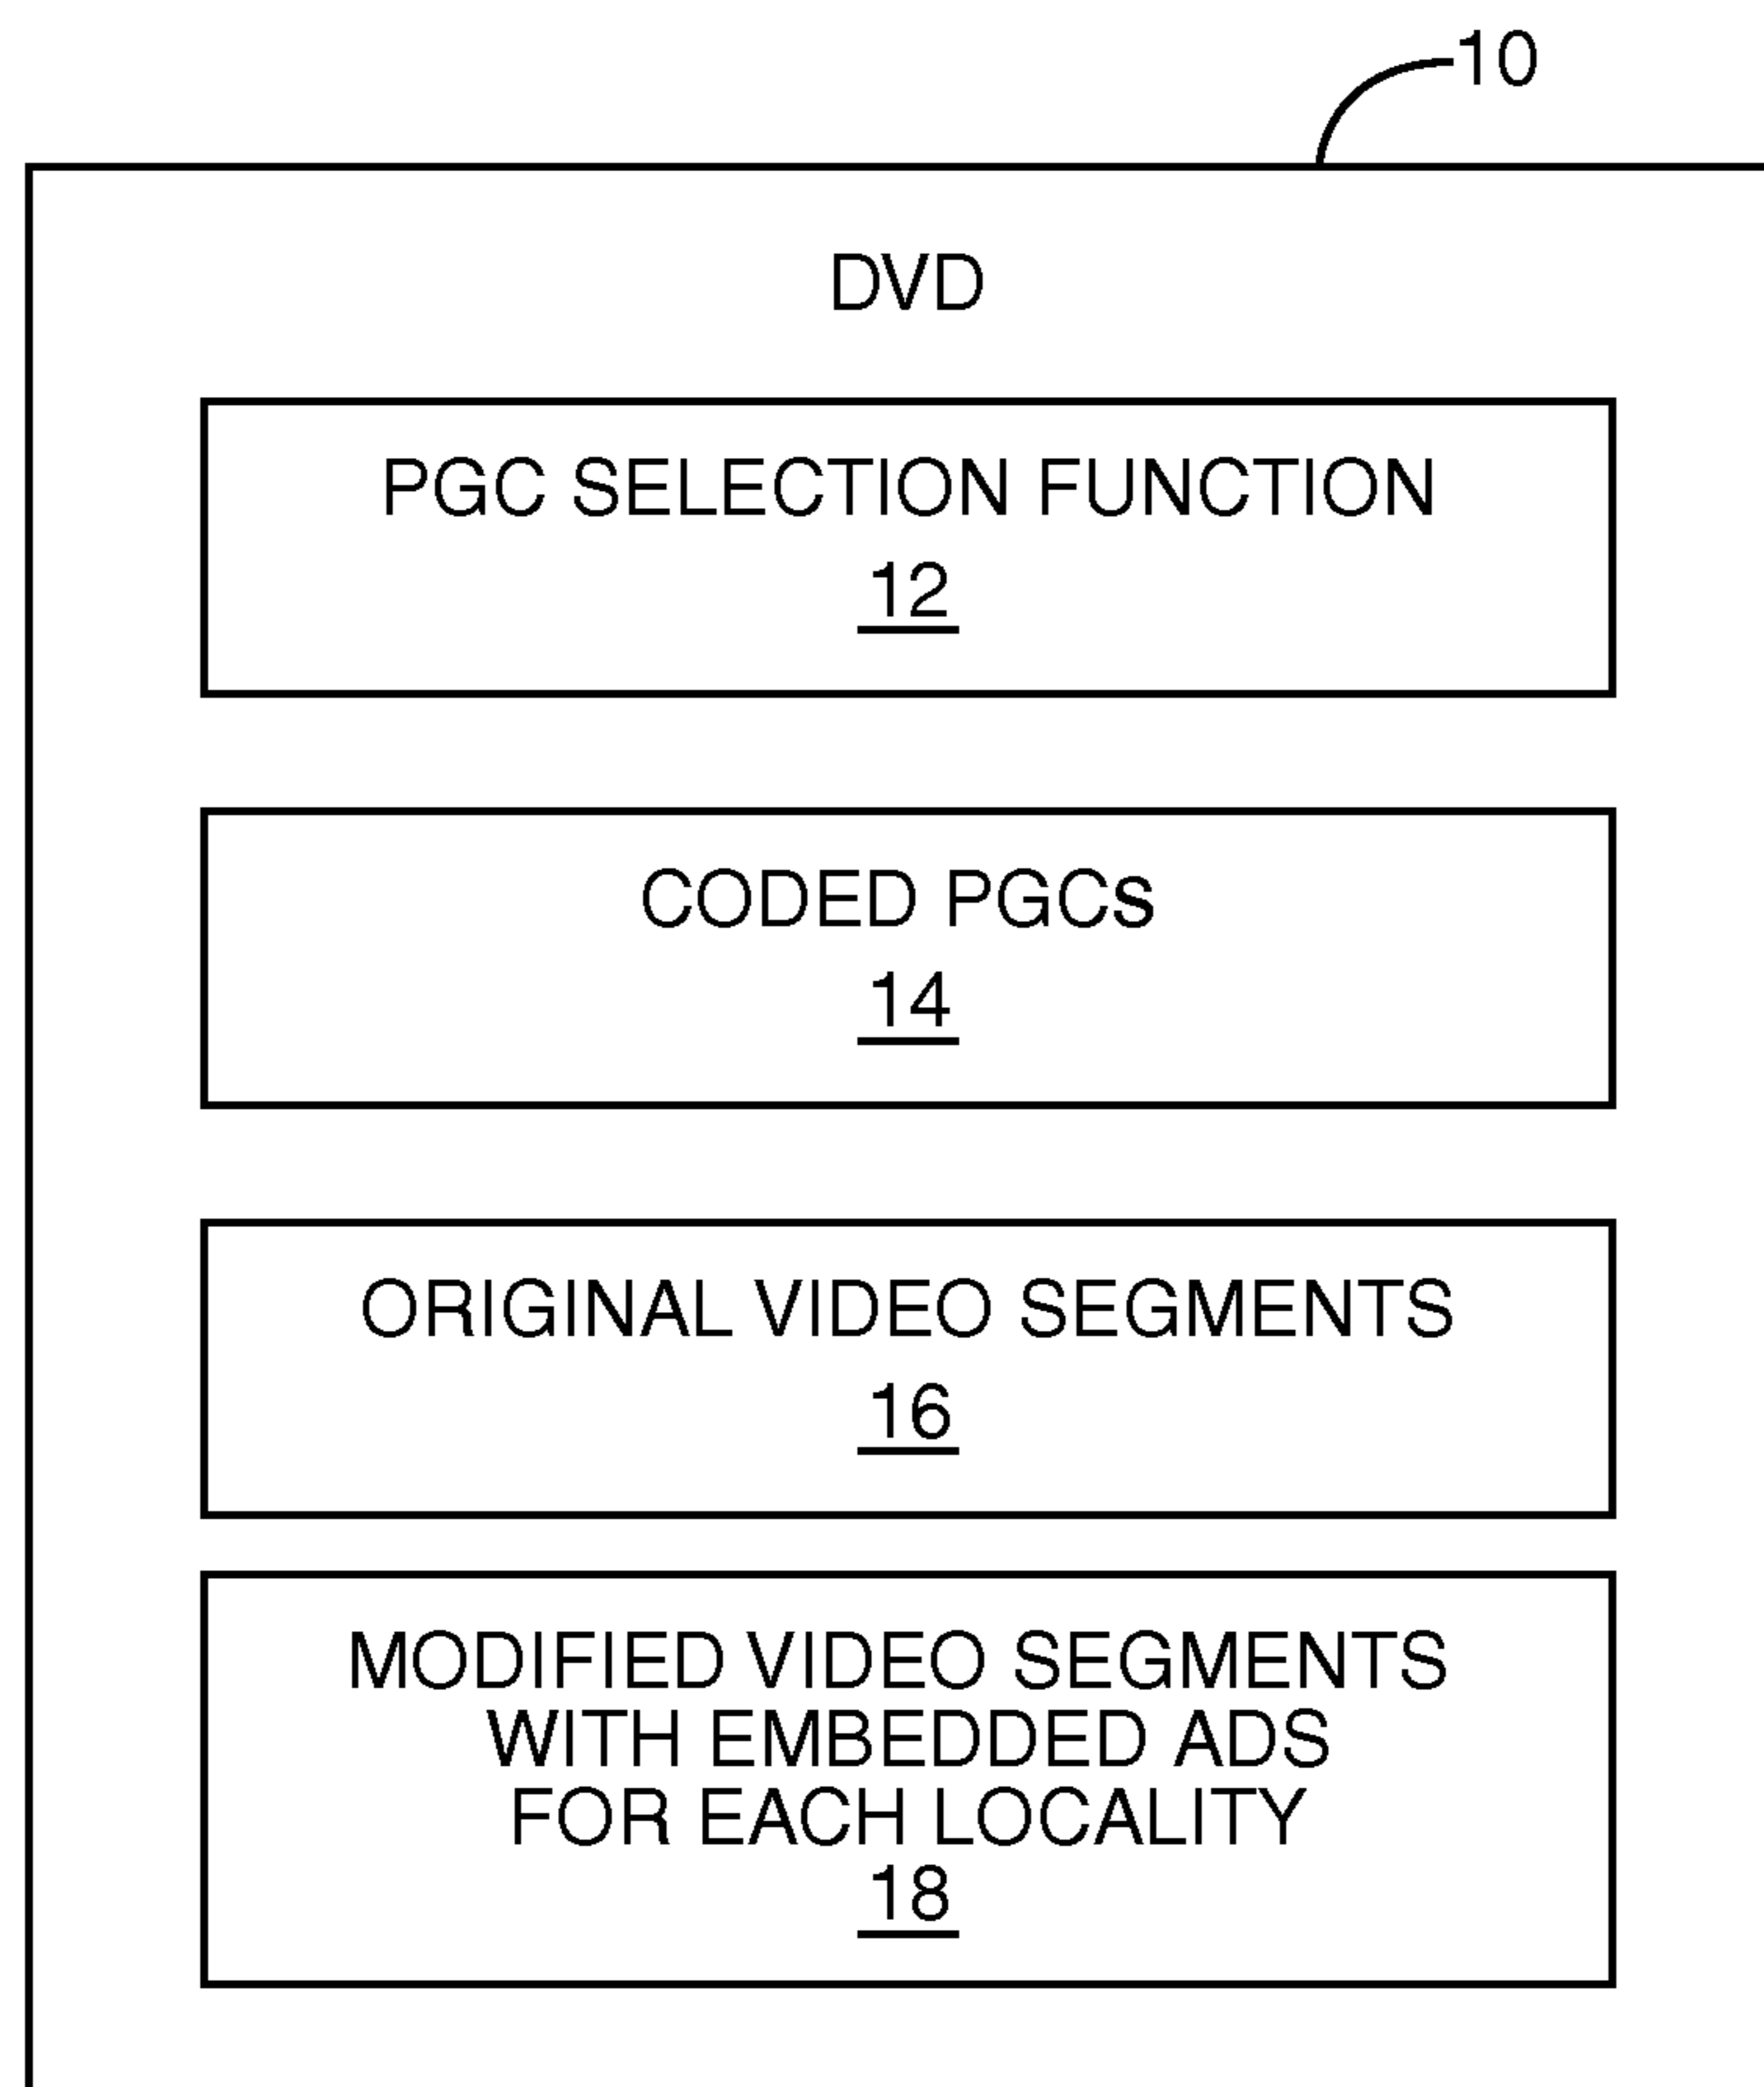 10
DVD
PGC SELECTION FUNCTION
12
CODED PGCs
14
ORIGINAL VIDEO SEGMENTS
16
MODIFIED VIDEO SEGMENTS
WITH EMBEDDED ADS
FOR EACH LOCALITY
18